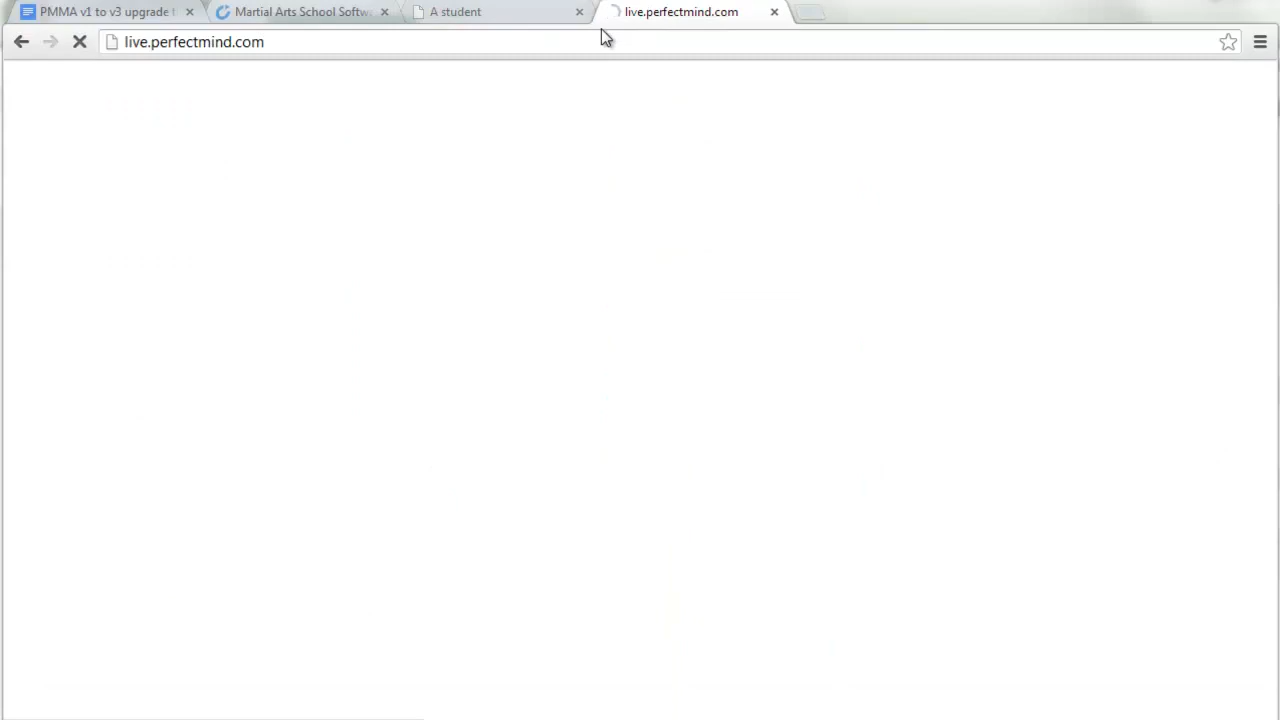 PMMA v1 to v3 upgrade
Martial Arts School Softw
A student
live.perfectmind.com
live.perfectmind.com